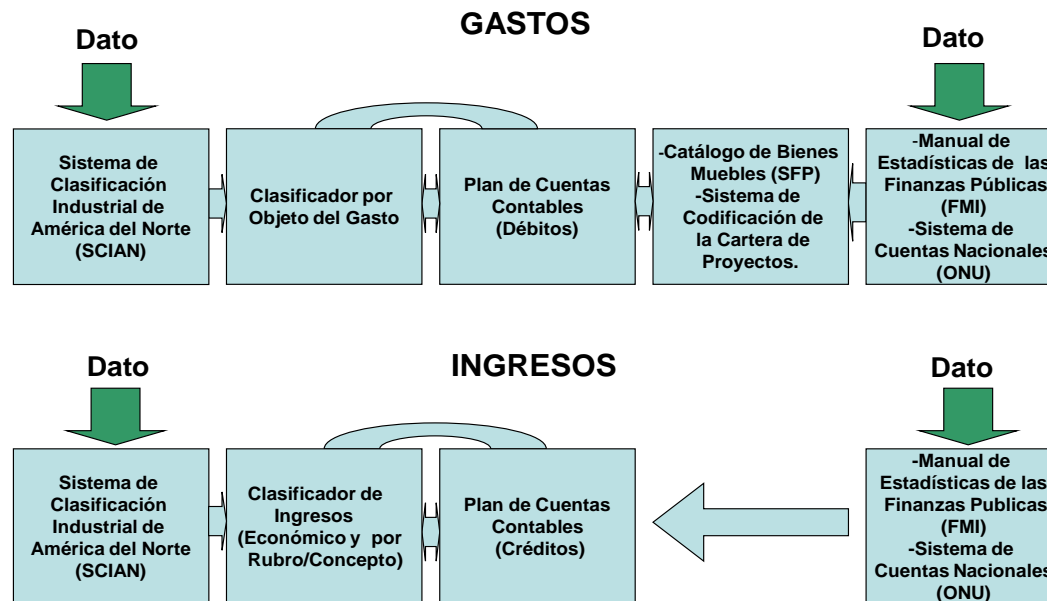 GASTOS
Dato
Dato
Sistema de
Clasificación
Industrial de
América del Norte
(SCIAN)
Clasificador por
Objeto del Gasto
Plan de Cuentas
Contables
(Débitos)
-Catálogo de Bienes
Muebles (SFP)
-Sistema de
Codificación de
la Cartera de
Proyectos.
-Manual de
Estadísticas de las
Finanzas Públicas
(FMI)
-Sistema de
Cuentas Nacionales
(ONU)
INGRESOS
Dato
Dato
Sistema de
Clasificación
Industrial de
América del Norte
(SCIAN)
Clasificador de
Ingresos
(Económico y por
Rubro/Concepto)
Plan de Cuentas
Contables
(Créditos)
-Manual de
Estadísticas de las
Finanzas Publicas
(FMI)
-Sistema de
Cuentas Nacionales
(ONU)